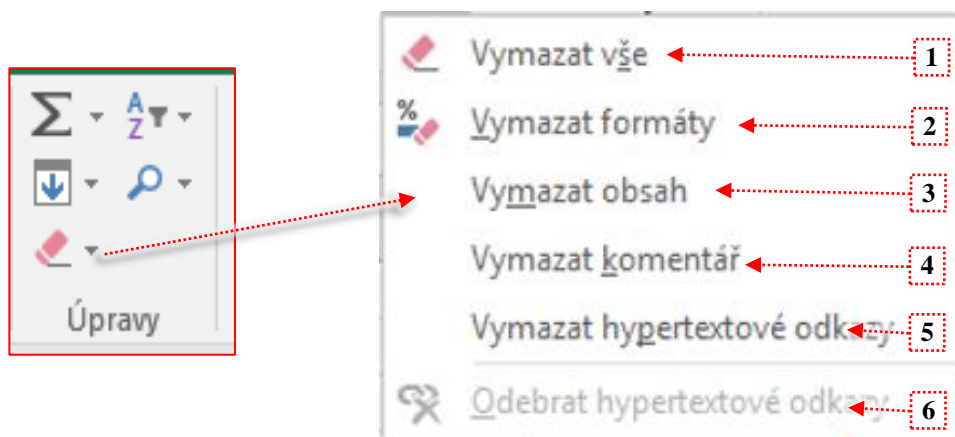 Úpravy
Vymazat vše 1
Vymazat formáty 2
Vymazat obsah 3
Vymazat komentář 4
Vymazat hypertextové odkazy 5
Odebrat hypertextové odkazy 6